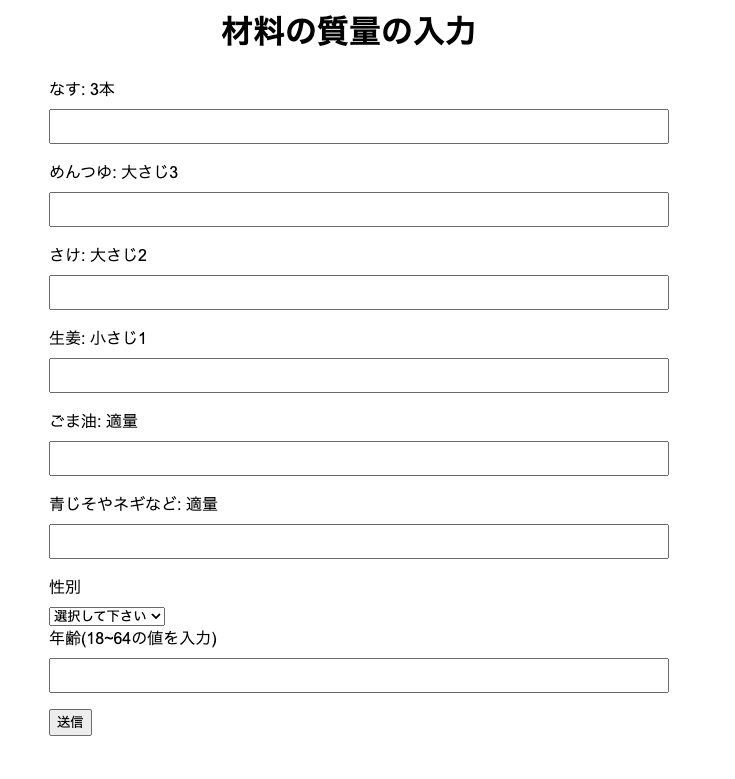 材料の質量の入力
なす: 3本
めんつゆ: 大さじ3
さけ: 大さじ2
生姜: 小さじ1
ごま油: 適量
青じそやネギなど: 適量
性別
選択して下さい
年齢(18~64の値を入力)
送信